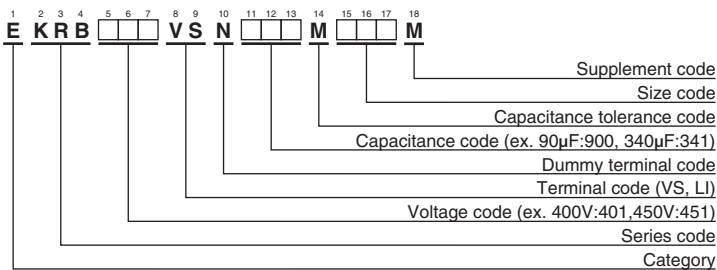 1 2 3 4 5 6 7 8 9 10 11 12 13 14 15 16 17 18
E KRB □□□ VS N □□□ M □□□ M
Supplement code
Size code
Capacitance tolerance code
Capacitance code (ex. 90µF:900, 340µF:341)
Dummy terminal code
Terminal code (VS, LI)
Voltage code (ex. 400V:401,450V:451)
Series code
Category